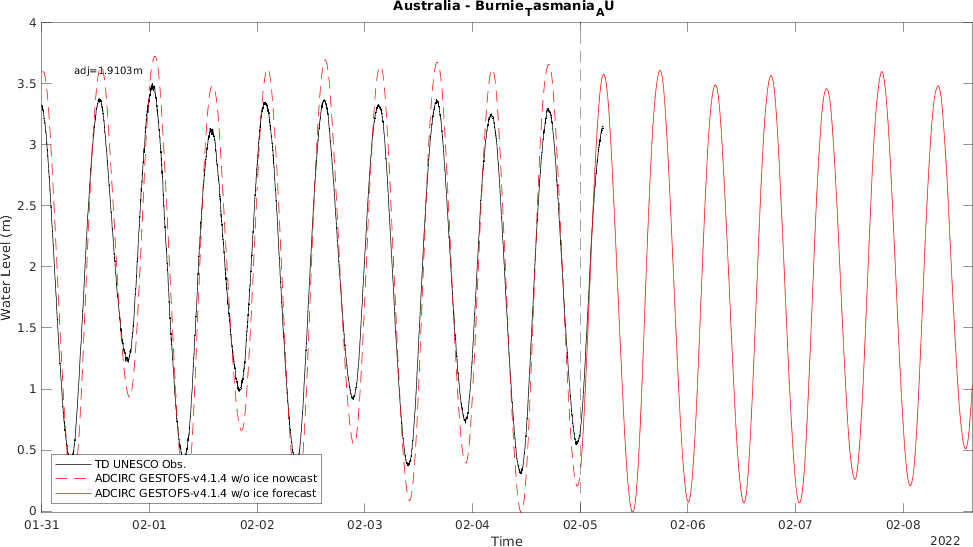 Australia - Burnie_Tasmania_AU
4
adj=1.9103m
3.5
3
2.5
2
Water Level (m)
1.5
1
0.5
0
TD UNESCO Obs.
ADCIRC GESTOFS-v4.1.4 w/o ice nowcast
ADCIRC GESTOFS-v4.1.4 w/o ice forecast
01-31 02-01 02-02 02-03 02-04 02-05 02-06 02-07 02-08
Time
2022